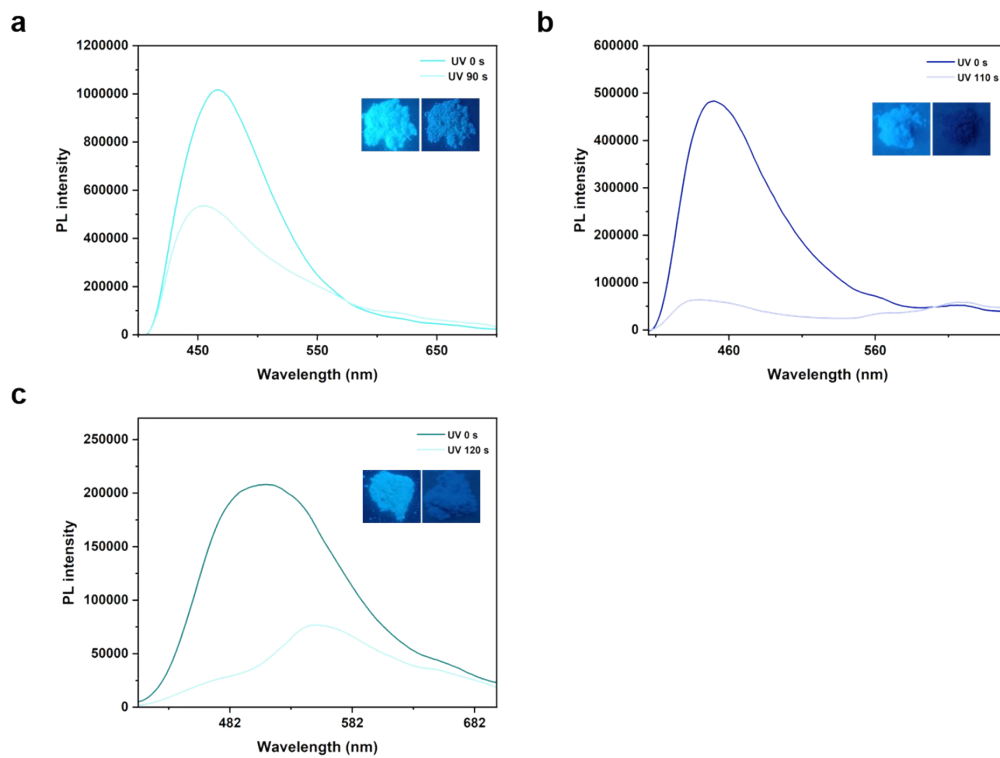 a
1200000
1000000
800000
600000
400000
200000
0
PL intensity
450
550
650
Wavelength (nm)
UV 0 s
UV 90 s
b
600000
500000
400000
300000
200000
100000
0
PL intensity
460
560
Wavelength (nm)
UV 0 s
UV 110 s
c
250000
200000
150000
100000
50000
0
PL intensity
482
582
682
Wavelength (nm)
UV 0 s
UV 120 s